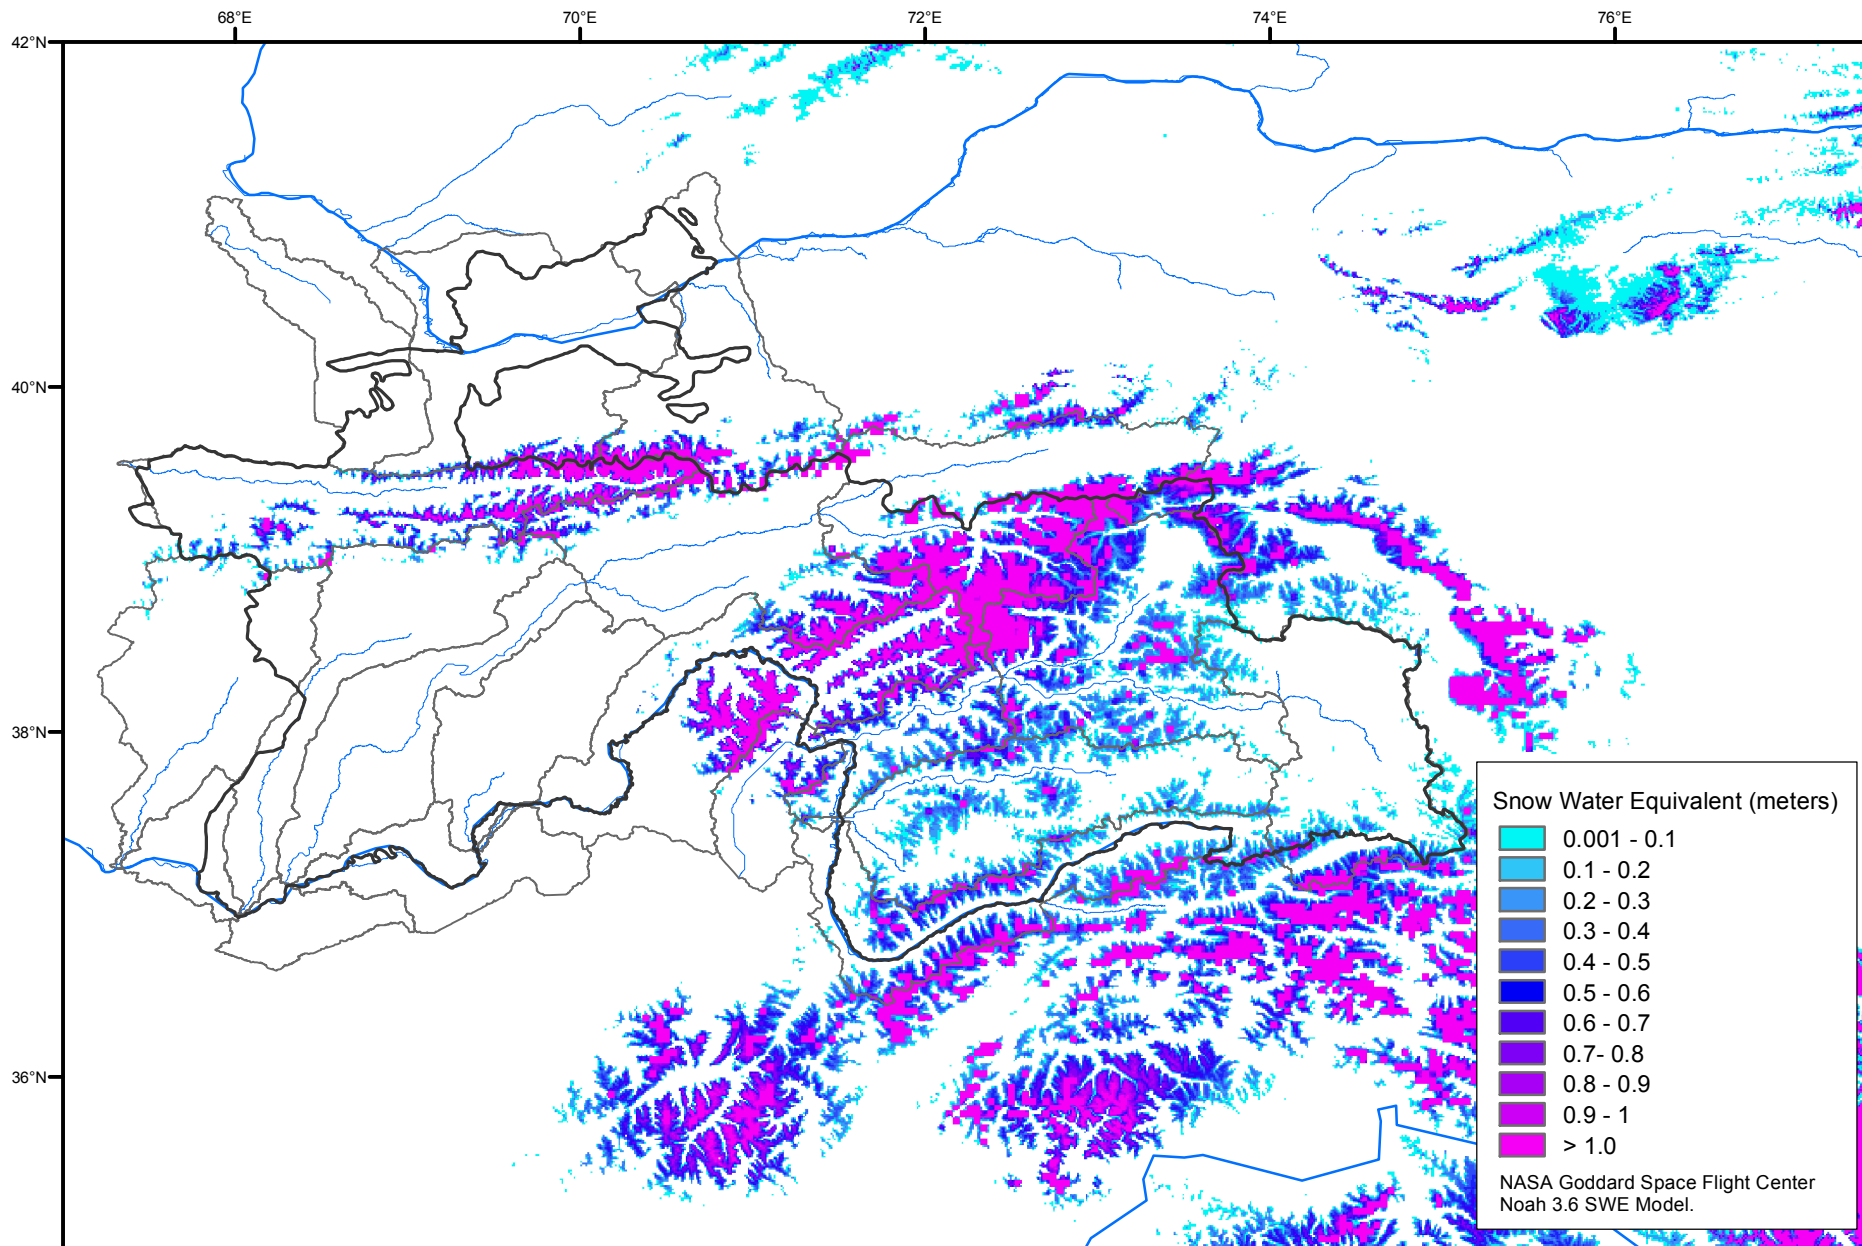 68°E 70°E 72°E 74°E 76°E
42°N
40°N
38°N
36°N
Snow Water Equivalent (meters)
0.001 - 0.1
0.1 - 0.2
0.2 - 0.3
0.3 - 0.4
0.4 - 0.5
0.5 - 0.6
0.6 - 0.7
0.7- 0.8
0.8 - 0.9
0.9 - 1
> 1.0
NASA Goddard Space Flight Center
Noah 3.6 SWE Model.